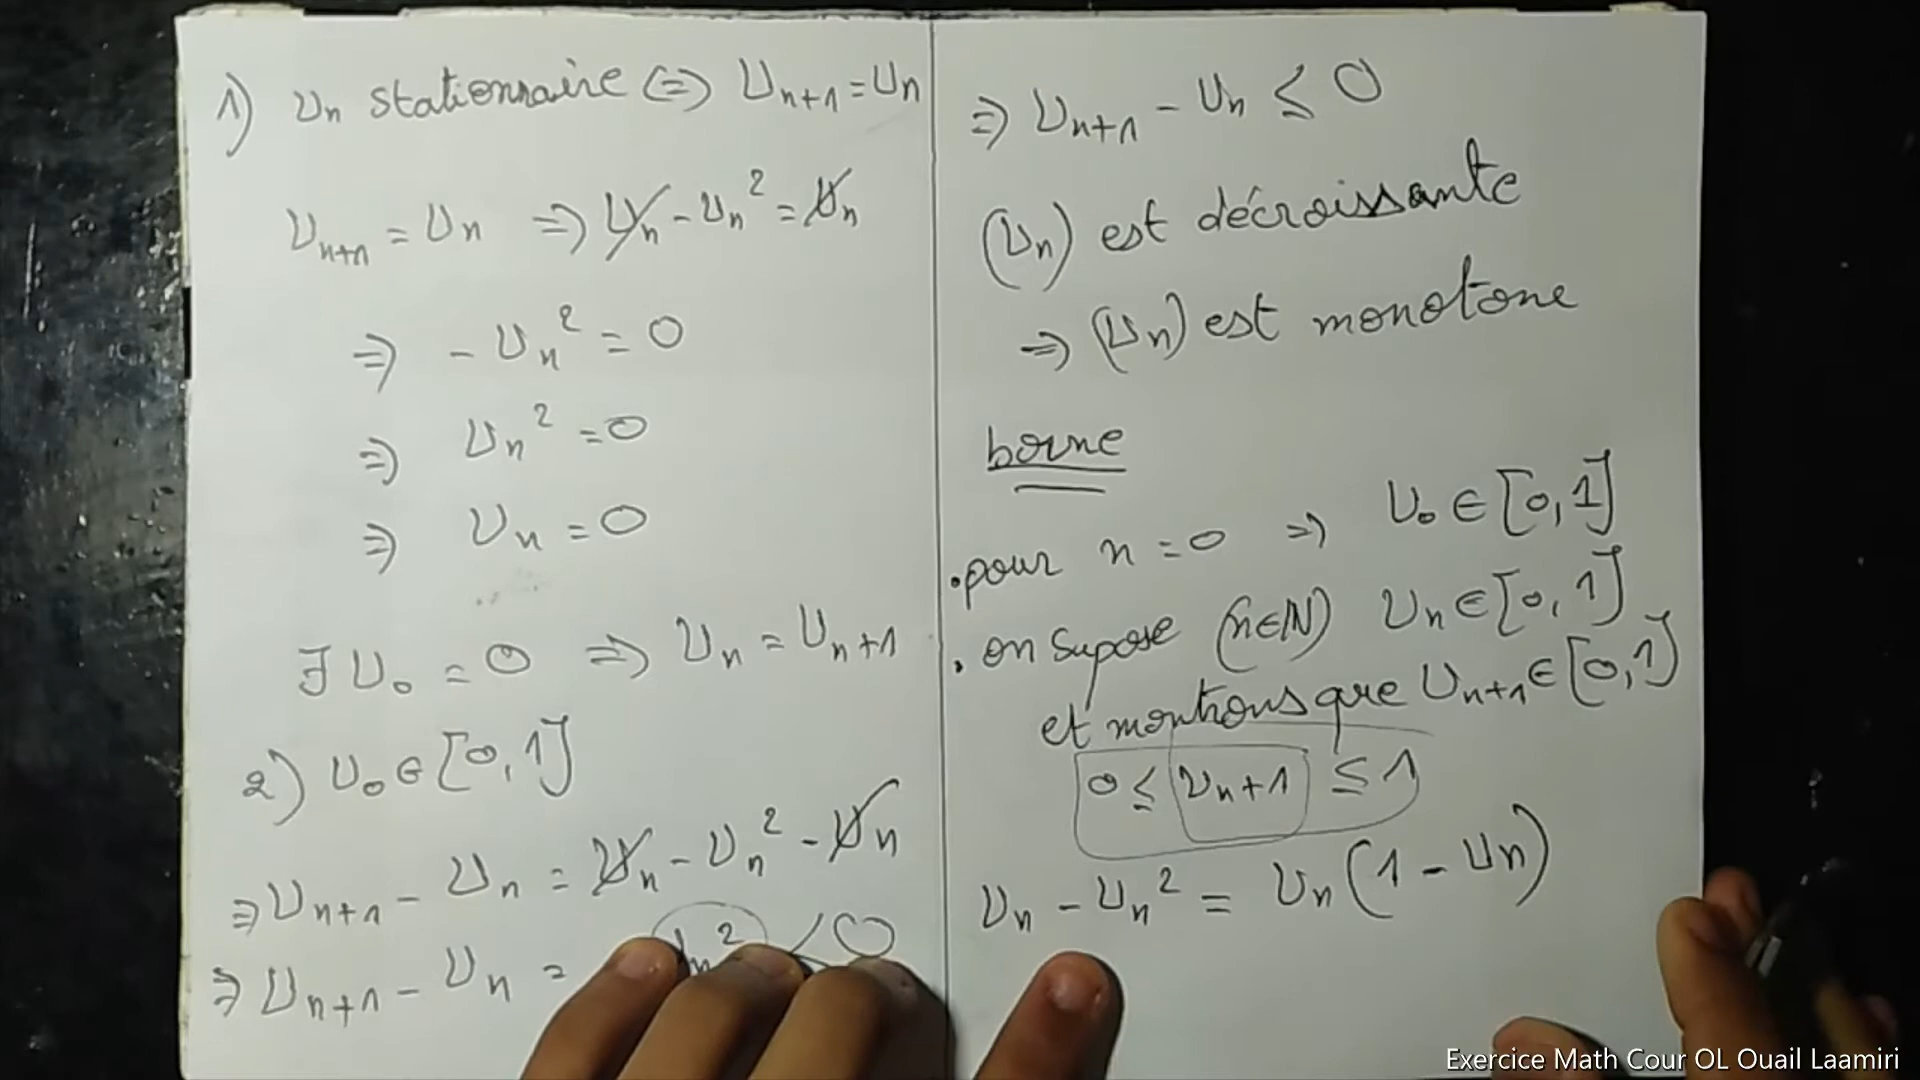 1) Un stationnaire (=) Un+1 = Un
Un+1 = Un => Un - Un² = Un
=> - Un² = 0
=> Un² = 0
=> Un = 0
∃ U0 = 0 => Un = Un+1
2) U0 ∈ [0,1]
=> Un+1 - Un = Un - Un² - Un
=> Un+1 - Un =
=> Un+1 - Un ≤ 0
(Un) est décroissante
=> (Un) est monotone
borne
• pour n = 0 => U0 ∈ [0,1]
• on supose (n∈N) Un ∈ [0,1]
et montrons que Un+1 ∈ [0,1]
0 ≤ Un+1 ≤ 1
Un - Un² = Un (1 - Un)
Exercice Math Cour OL Ouail Laamiri